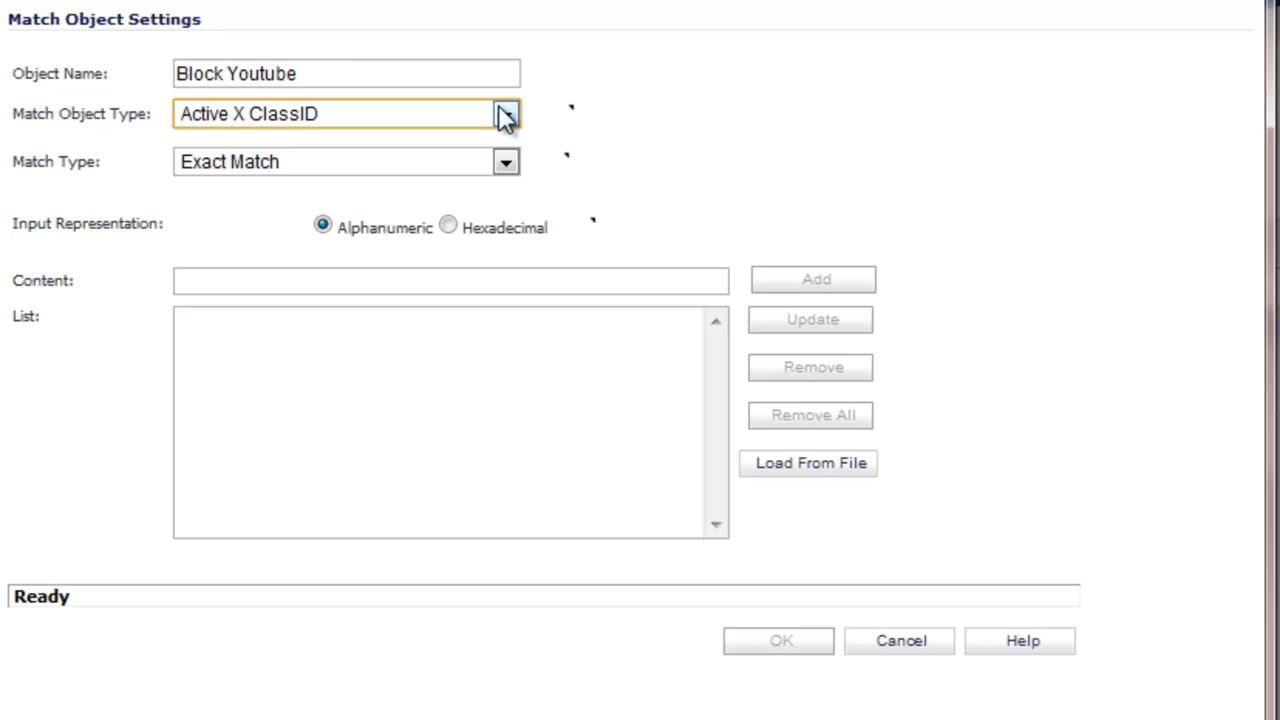 Match Object Settings
Object Name: Block Youtube
Match Object Type: Active X ClassID
Match Type: Exact Match
Input Representation: Alphanumeric Hexadecimal
Content: Add
List: Update
Remove
Remove All
Load From File
Ready
OK Cancel Help